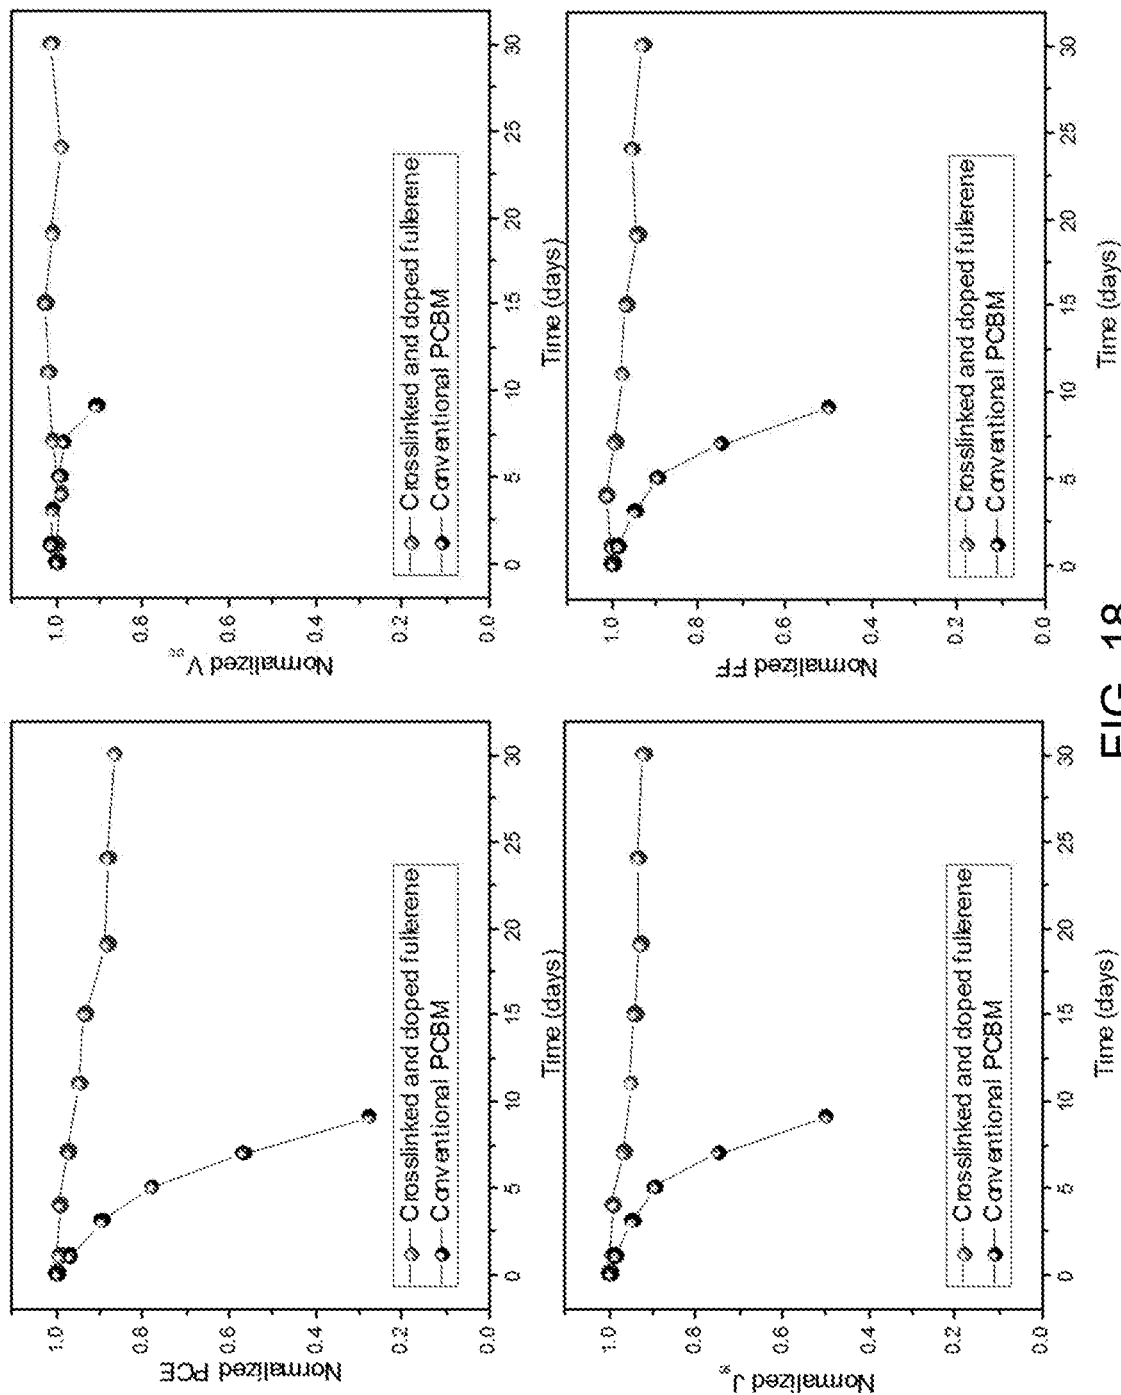 Normalized PCE
1.0
0.8
0.6
0.4
0.2
0.0
Crosslinked and doped fullerene
Conventional PCBM
0 5 10 15 20 25 30
Time (days)
Normalized Voc
1.0
0.8
0.6
0.4
0.2
0.0
Crosslinked and doped fullerene
Conventional PCBM
0 5 10 15 20 25 30
Time (days)
Normalized Jsc
1.0
0.8
0.6
0.4
0.2
0.0
Crosslinked and doped fullerene
Conventional PCBM
0 5 10 15 20 25 30
Time (days)
Normalized FF
1.0
0.8
0.6
0.4
0.2
0.0
Crosslinked and doped fullerene
Conventional PCBM
0 5 10 15 20 25 30
Time (days)
FIG. 18